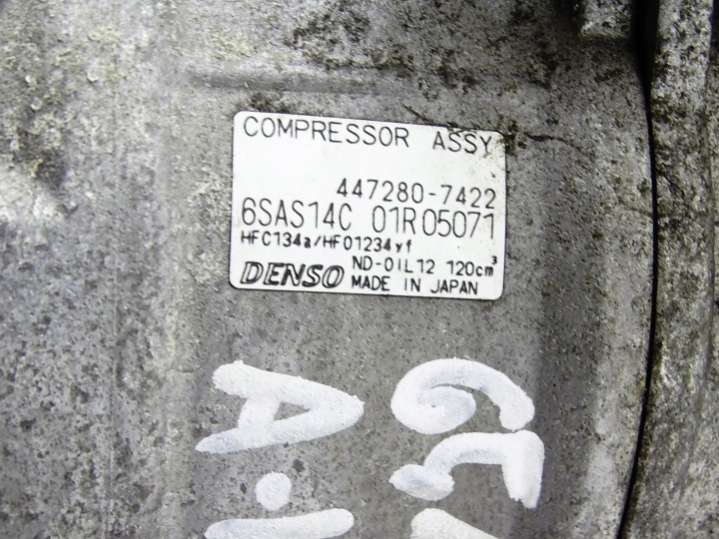 COMPRESSOR ASSY
447280-7422
6SAS14C 01R05071
HFC134a/HFO1234yf
ND-OIL12 120cm³
DENSO MADE IN JAPAN